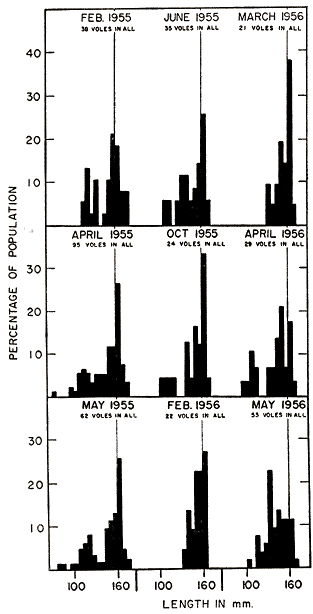 FEB. 1955 JUNE 1955 MARCH 1956
38 VOLES IN ALL 35 VOLES IN ALL 21 VOLES IN ALL
40
30
20
10
APRIL 1955 OCT 1955 APRIL 1956
95 VOLES IN ALL 24 VOLES IN ALL 29 VOLES IN ALL
30
20
10
MAY 1955 FEB. 1956 MAY 1956
62 VOLES IN ALL 22 VOLES IN ALL 53 VOLES IN ALL
30
20
10
100 160 100 160 100 160
LENGTH IN mm.
PERCENTAGE OF POPULATION